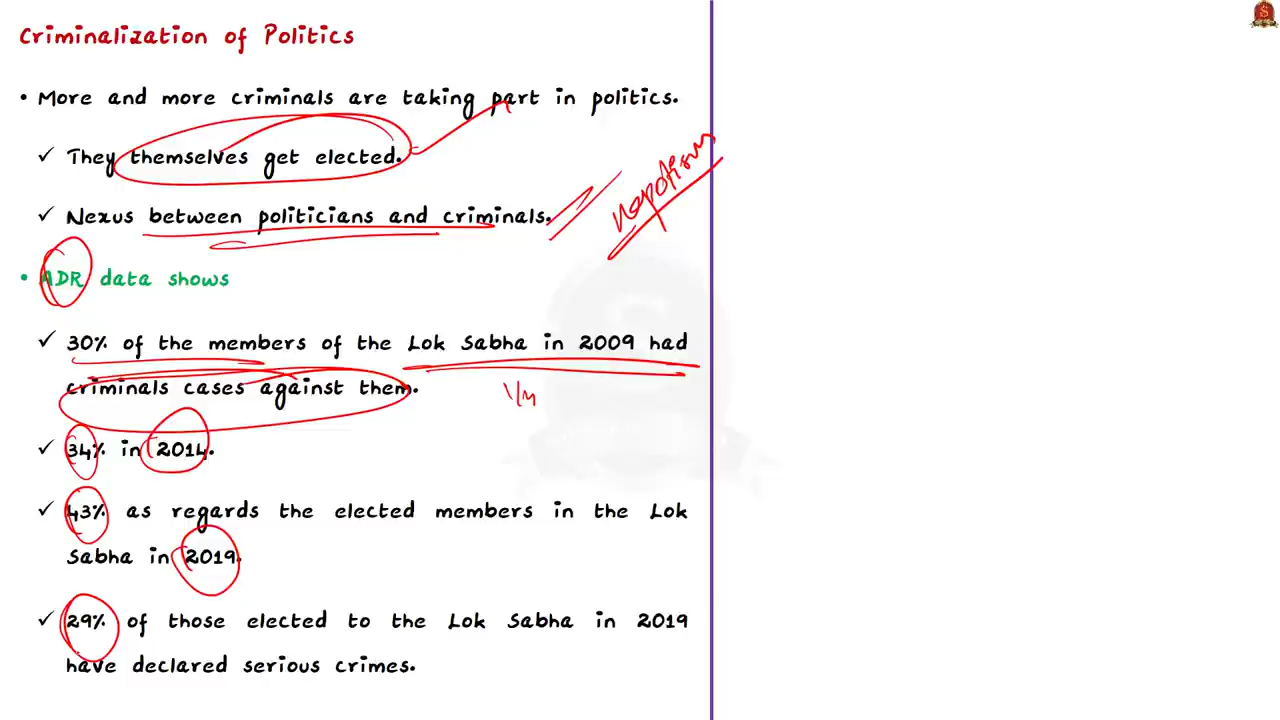 Criminalization of Politics
• More and more criminals are taking part in politics.
✓ They themselves get elected.
✓ Nexus between politicians and criminals.
Nepotism
• ADR data shows
✓ 30% of the members of the Lok Sabha in 2009 had
criminals cases against them.
✓ 34% in 2014.
✓ 43% as regards the elected members in the Lok
Sabha in 2019.
✓ 29% of those elected to the Lok Sabha in 2019
have declared serious crimes.